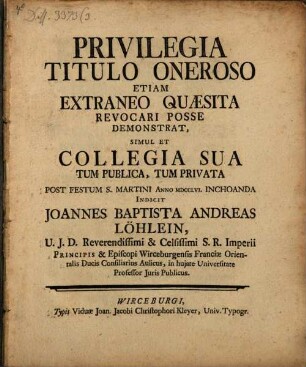 PRIVILEGIA
TITULO ONEROSO
ETIAM
EXTRANEO QUÆSITA
REVOCARI POSSE
DEMONSTRAT,
SIMUL ET
COLLEGIA SUA
TUM PUBLICA, TUM PRIVATA
POST FESTUM S. MARTINI ANNO MDCCLVI. INCHOANDA
INDICIT
JOANNES BAPTISTA ANDREAS
LÖHLEIN,
U. J. D. Reverendissimi & Celsissimi S. R. Imperii
PRINCIPIS & Episcopi Wirceburgensis Franciæ Orien-
talis Ducis Consiliarius Aulicus, in hujate Universitate
Professor Juris Publicus.
WIRCEBURGI,
Typis Viduæ Joan. Jacobi Christophori Kleyer, Univ. Typogr.